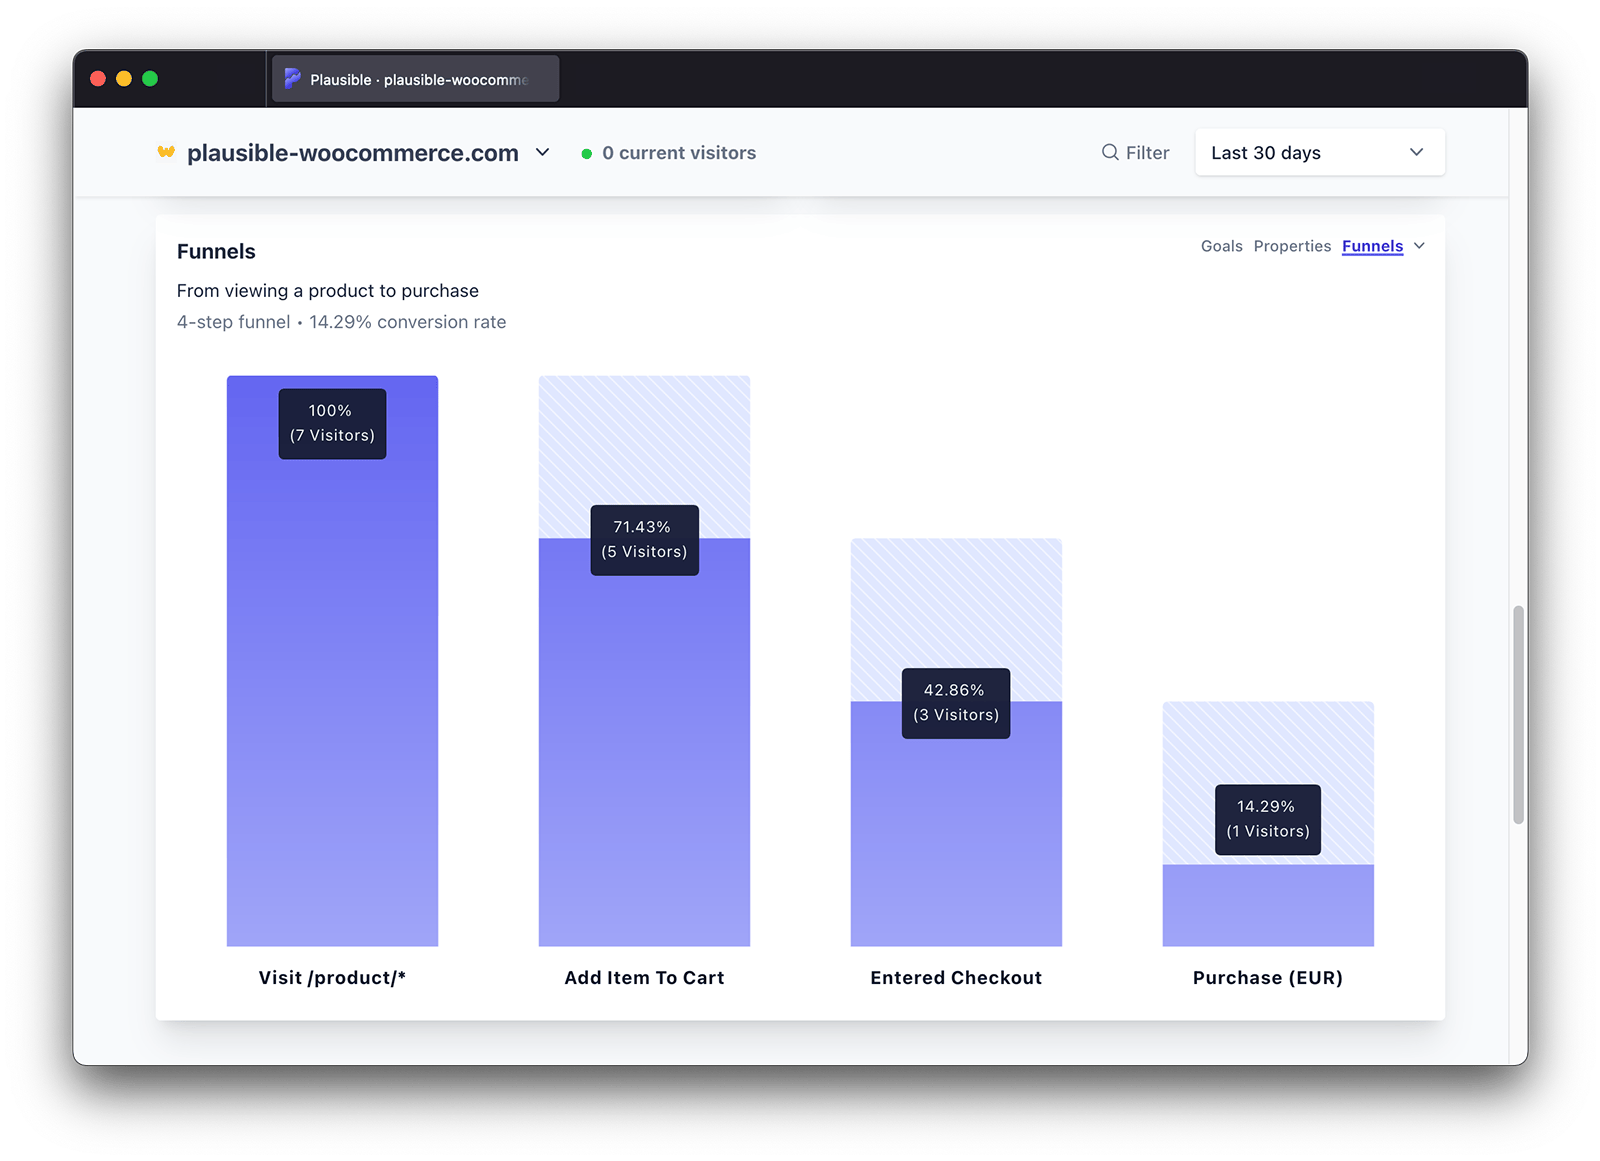 Plausible · plausible-woocomme
plausible-woocommerce.com
0 current visitors
Filter
Last 30 days
Funnels
Goals Properties Funnels
From viewing a product to purchase
4-step funnel • 14.29% conversion rate
100%
(7 Visitors)
71.43%
(5 Visitors)
42.86%
(3 Visitors)
14.29%
(1 Visitors)
Visit /product/*
Add Item To Cart
Entered Checkout
Purchase (EUR)